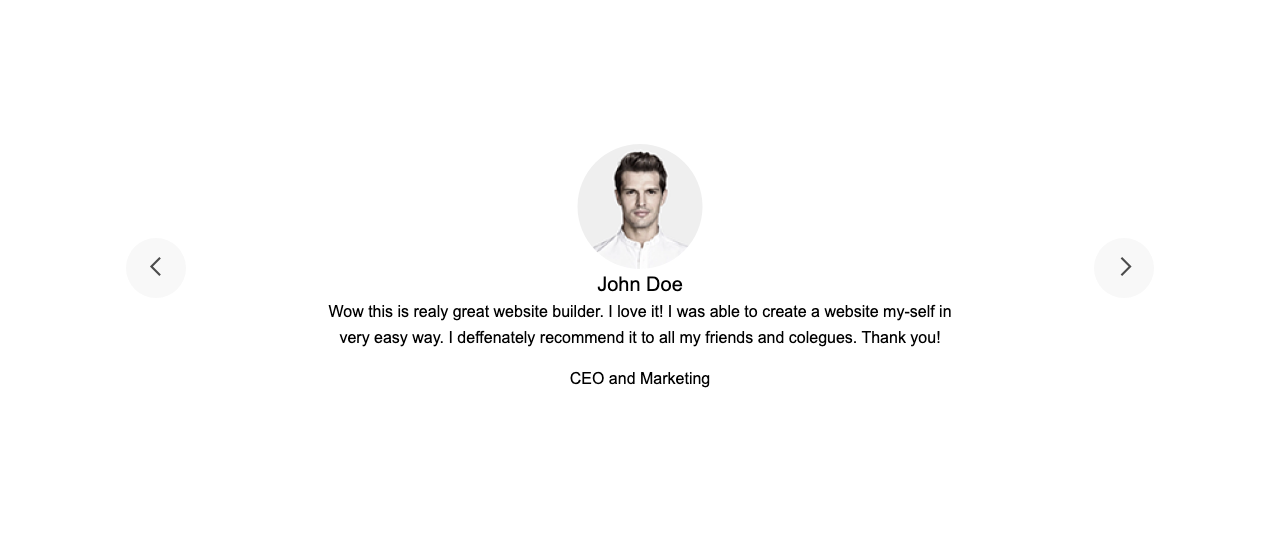 John Doe
Wow this is realy great website builder. I love it! I was able to create a website my-self in
very easy way. I deffenately recommend it to all my friends and colegues. Thank you!
CEO and Marketing